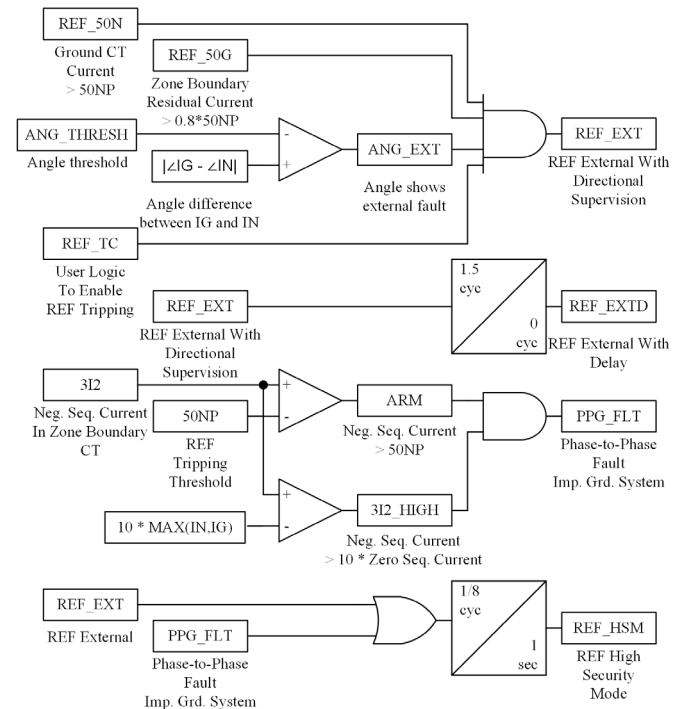 REF_50N
Ground CT
Current
> 50NP
REF_50G
Zone Boundary
Residual Current
> 0.8*50NP
ANG_THRESH
Angle threshold
-
+
|∠IG - ∠IN|
Angle difference
between IG and IN
ANG_EXT
Angle shows
external fault
REF_EXT
REF External With
Directional
Supervision
REF_TC
User Logic
To Enable
REF Tripping
REF_EXT
REF External With
Directional
Supervision
1.5
cyc
0
cyc
REF_EXTD
REF External With
Delay
3I2
Neg. Seq. Current
In Zone Boundary
CT
50NP
REF
Tripping
Threshold
+
-
ARM
Neg. Seq. Current
> 50NP
PPG_FLT
Phase-to-Phase
Fault
Imp. Grd. System
10 * MAX(IN,IG)
+
-
3I2_HIGH
Neg. Seq. Current
> 10 * Zero Seq. Current
REF_EXT
REF External
PPG_FLT
Phase-to-Phase
Fault
Imp. Grd. System
1/8
cyc
1
sec
REF_HSM
REF High
Security
Mode